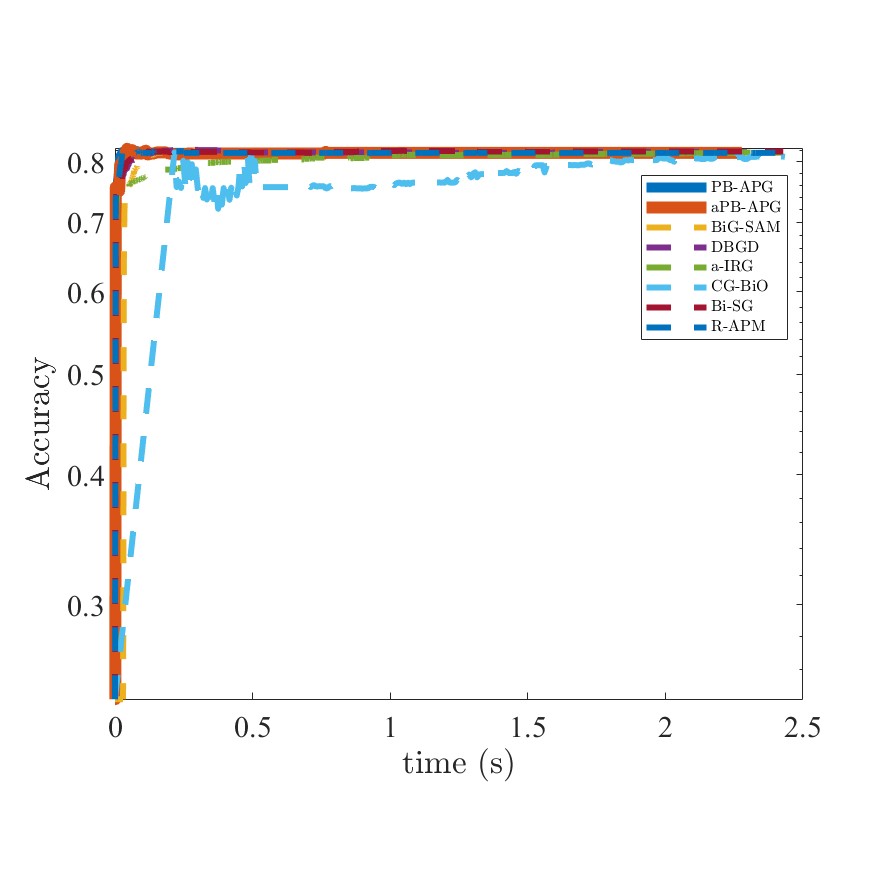 Accuracy
0.8
0.7
0.6
0.5
0.4
0.3
PB-APG
aPB-APG
BiG-SAM
DBGD
a-IRG
CG-BiO
Bi-SG
R-APM
0 0.5 1 1.5 2 2.5
time (s)